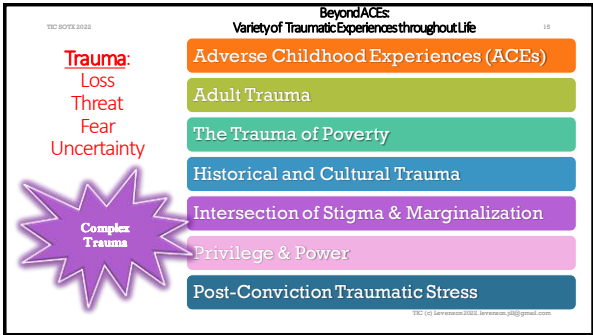 TIC SOTX 2022
Beyond ACEs:
Variety of Traumatic Experiences throughout Life
15
Trauma:
Loss
Threat
Fear
Uncertainty
Complex
Trauma
Adverse Childhood Experiences (ACEs)
Adult Trauma
The Trauma of Poverty
Historical and Cultural Trauma
Intersection of Stigma & Marginalization
Privilege & Power
Post-Conviction Traumatic Stress
TIC (c) Levenson2022. levenson.jill@gmail.com